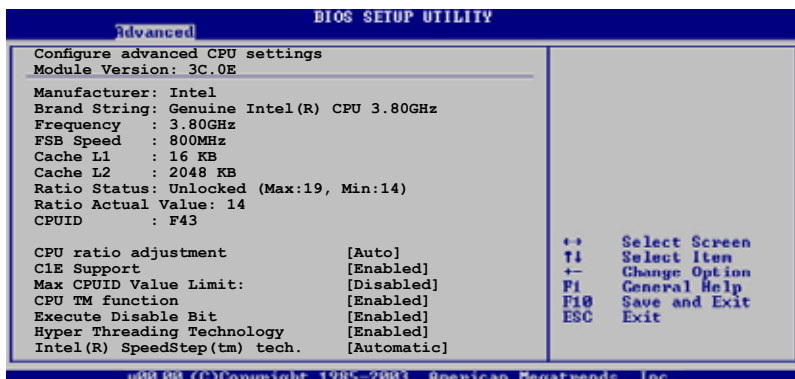 BIOS SETUP UTILITY
Advanced
Configure advanced CPU settings
Module Version: 3C.0E
Manufacturer: Intel
Brand String: Genuine Intel(R) CPU 3.80GHz
Frequency : 3.80GHz
FSB Speed : 800MHz
Cache L1 : 16 KB
Cache L2 : 2048 KB
Ratio Status: Unlocked (Max:19, Min:14)
Ratio Actual Value: 14
CPUID : F43
CPU ratio adjustment [Auto]
C1E Support [Enabled]
Max CPUID Value Limit: [Disabled]
CPU TM function [Enabled]
Execute Disable Bit [Enabled]
Hyper Threading Technology [Enabled]
Intel(R) SpeedStep(tm) tech. [Automatic]
←→ Select Screen
↑↓ Select Item
+- Change Option
F1 General Help
F10 Save and Exit
ESC Exit
v00.00 (C)Copyright 1985-2003, American Megatrends, Inc.